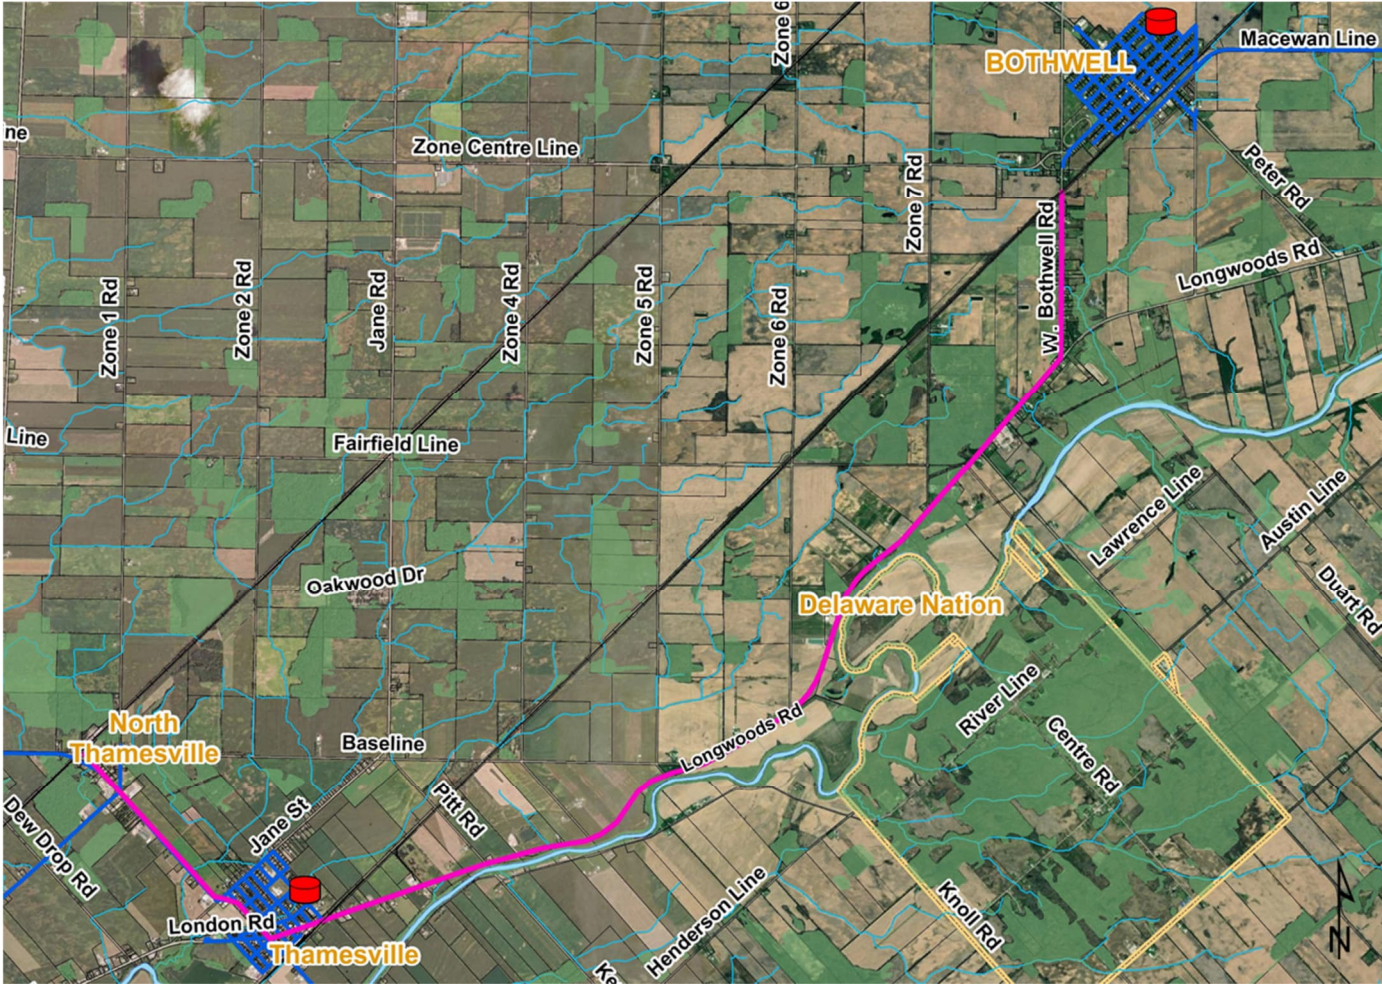 Zone 6
Macewan Line
BOTHWELL
ne
Zone Centre Line
Peter Rd
Zone 7 Rd
W. Bothwell Rd
Longwoods Rd
Zone 1 Rd
Zone 2 Rd
Jane Rd
Zone 4 Rd
Zone 5 Rd
Zone 6 Rd
Line
Fairfield Line
Lawrence Line
Austin Line
Oakwood Dr
Duart Rd
Delaware Nation
River Line
Centre Rd
North
Thamesville
Baseline
Longwoods Rd
Dew Drop Rd
Jane St
Pitt Rd
London Rd
Thamesville
Henderson Line
Knoll Rd
Ke
N